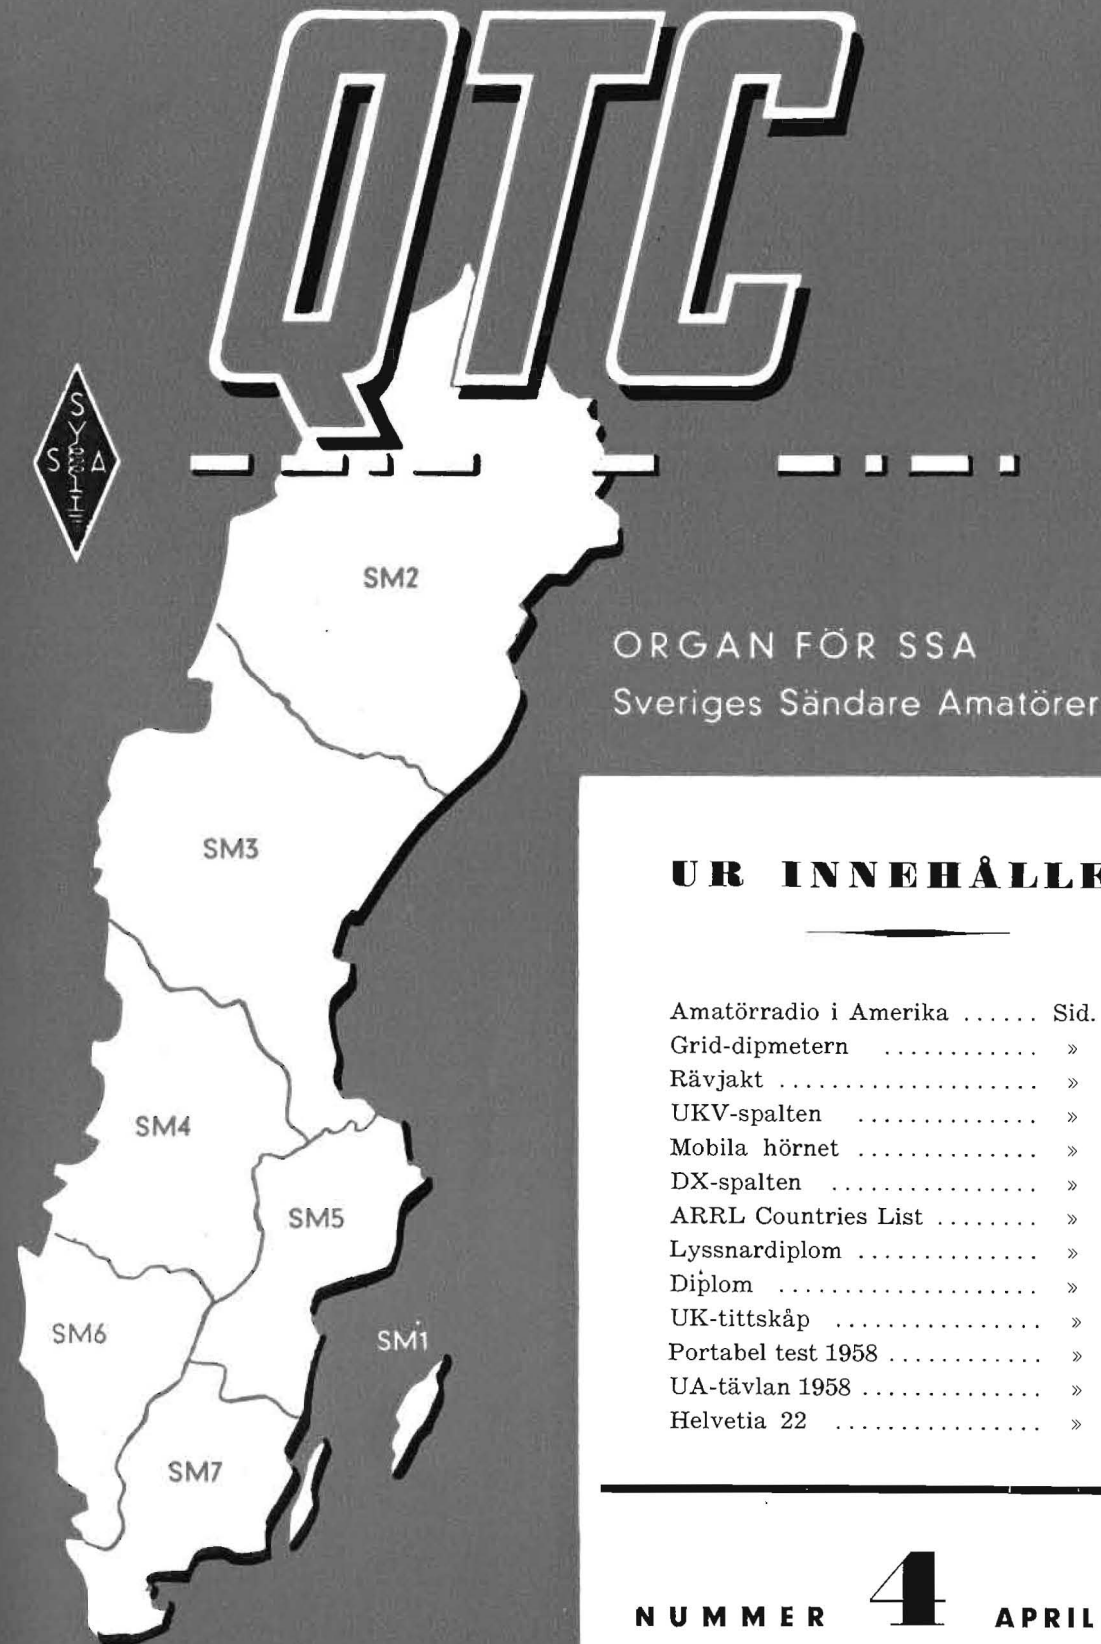 QTC
S
Y
S A
I
SM2
ORGAN FÖR SSA
Sveriges Sändare Amatörer
SM3
UR INNEHÅLLE
Amatörradio i Amerika ...... Sid.
Grid-dipmetern ............ »
Rävjakt .................... »
UKV-spalten .............. »
Mobila hörnet .............. »
DX-spalten ................ »
ARRL Countries List ........ »
Lyssnardiplom .............. »
Diplom .................... »
UK-tittskåp ................ »
Portabel test 1958 ............ »
UA-tävlan 1958 .............. »
Helvetia 22 ................ »
SM4
SM5
SM6
SM1
SM7
NUMMER 4 APRIL